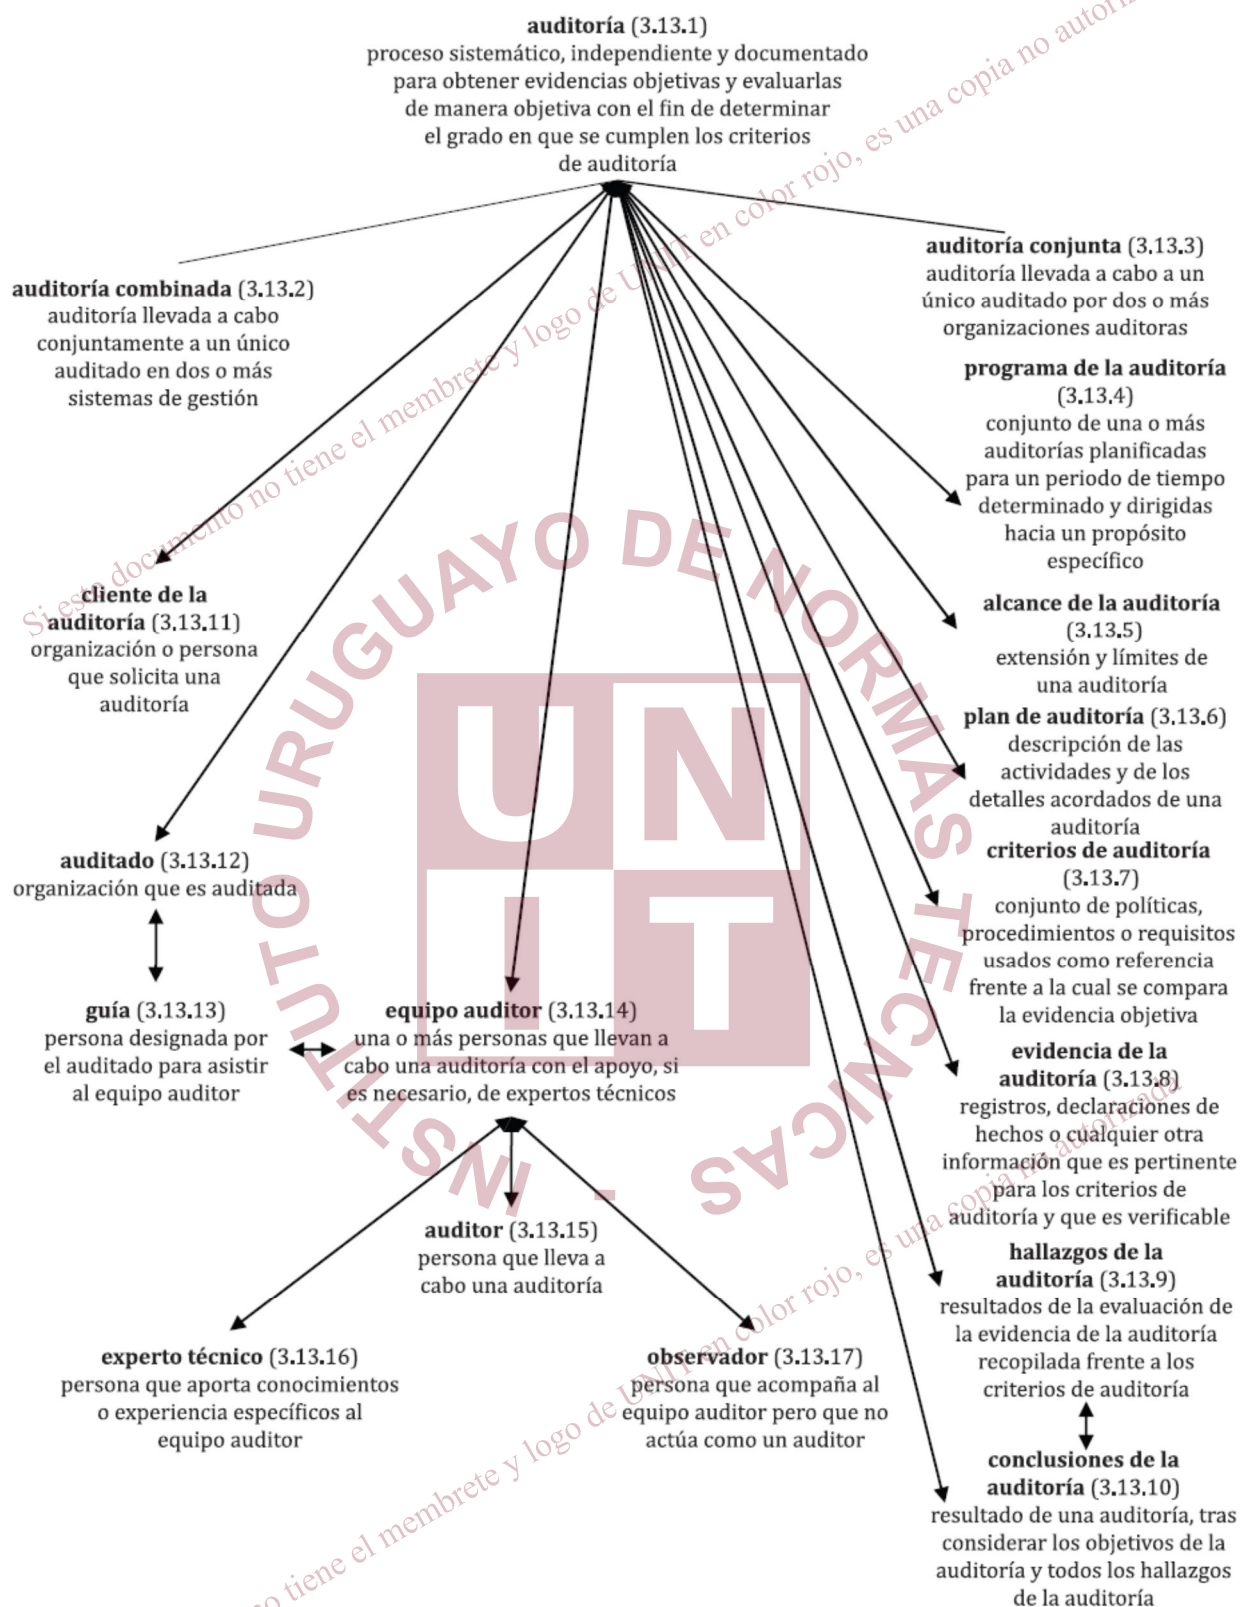 auditoría (3.13.1)
proceso sistemático, independiente y documentado
para obtener evidencias objetivas y evaluarlas
de manera objetiva con el fin de determinar
el grado en que se cumplen los criterios
de auditoría
auditoría combinada (3.13.2)
auditoría llevada a cabo
conjuntamente a un único
auditado en dos o más
sistemas de gestión
auditoría conjunta (3.13.3)
auditoría llevada a cabo a un
único auditado por dos o más
organizaciones auditoras
programa de la auditoría
(3.13.4)
conjunto de una o más
auditorías planificadas
para un periodo de tiempo
determinado y dirigidas
hacia un propósito
específico
cliente de la
auditoría (3.13.11)
organización o persona
que solicita una
auditoría
alcance de la auditoría
(3.13.5)
extensión y límites de
una auditoría
plan de auditoría (3.13.6)
descripción de las
actividades y de los
detalles acordados de una
auditoría
auditado (3.13.12)
organización que es auditada
criterios de auditoría
(3.13.7)
conjunto de políticas,
procedimientos o requisitos
usados como referencia
frente a la cual se compara
la evidencia objetiva
guía (3.13.13)
persona designada por
el auditado para asistir
al equipo auditor
equipo auditor (3.13.14)
una o más personas que llevan a
cabo una auditoría con el apoyo, si
es necesario, de expertos técnicos
evidencia de la
auditoría (3.13.8)
registros, declaraciones de
hechos o cualquier otra
información que es pertinente
para los criterios de
auditoría y que es verificable
auditor (3.13.15)
persona que lleva a
cabo una auditoría
hallazgos de la
auditoría (3.13.9)
resultados de la evaluación de
la evidencia de la auditoría
recopilada frente a los
criterios de auditoría
experto técnico (3.13.16)
persona que aporta conocimientos
o experiencia específicos al
equipo auditor
observador (3.13.17)
persona que acompaña al
equipo auditor pero que no
actúa como un auditor
conclusiones de la
auditoría (3.13.10)
resultado de una auditoría, tras
considerar los objetivos de la
auditoría y todos los hallazgos
de la auditoría
Si este documento no tiene el membrete y logo de UNIT en color rojo, es una copia no
no tiene el membrete y logo de UNIT en color rojo, es una copia no autorizada
INSTITUTO URUGUAYO DE NORMAS TECNICAS -
UN
IT